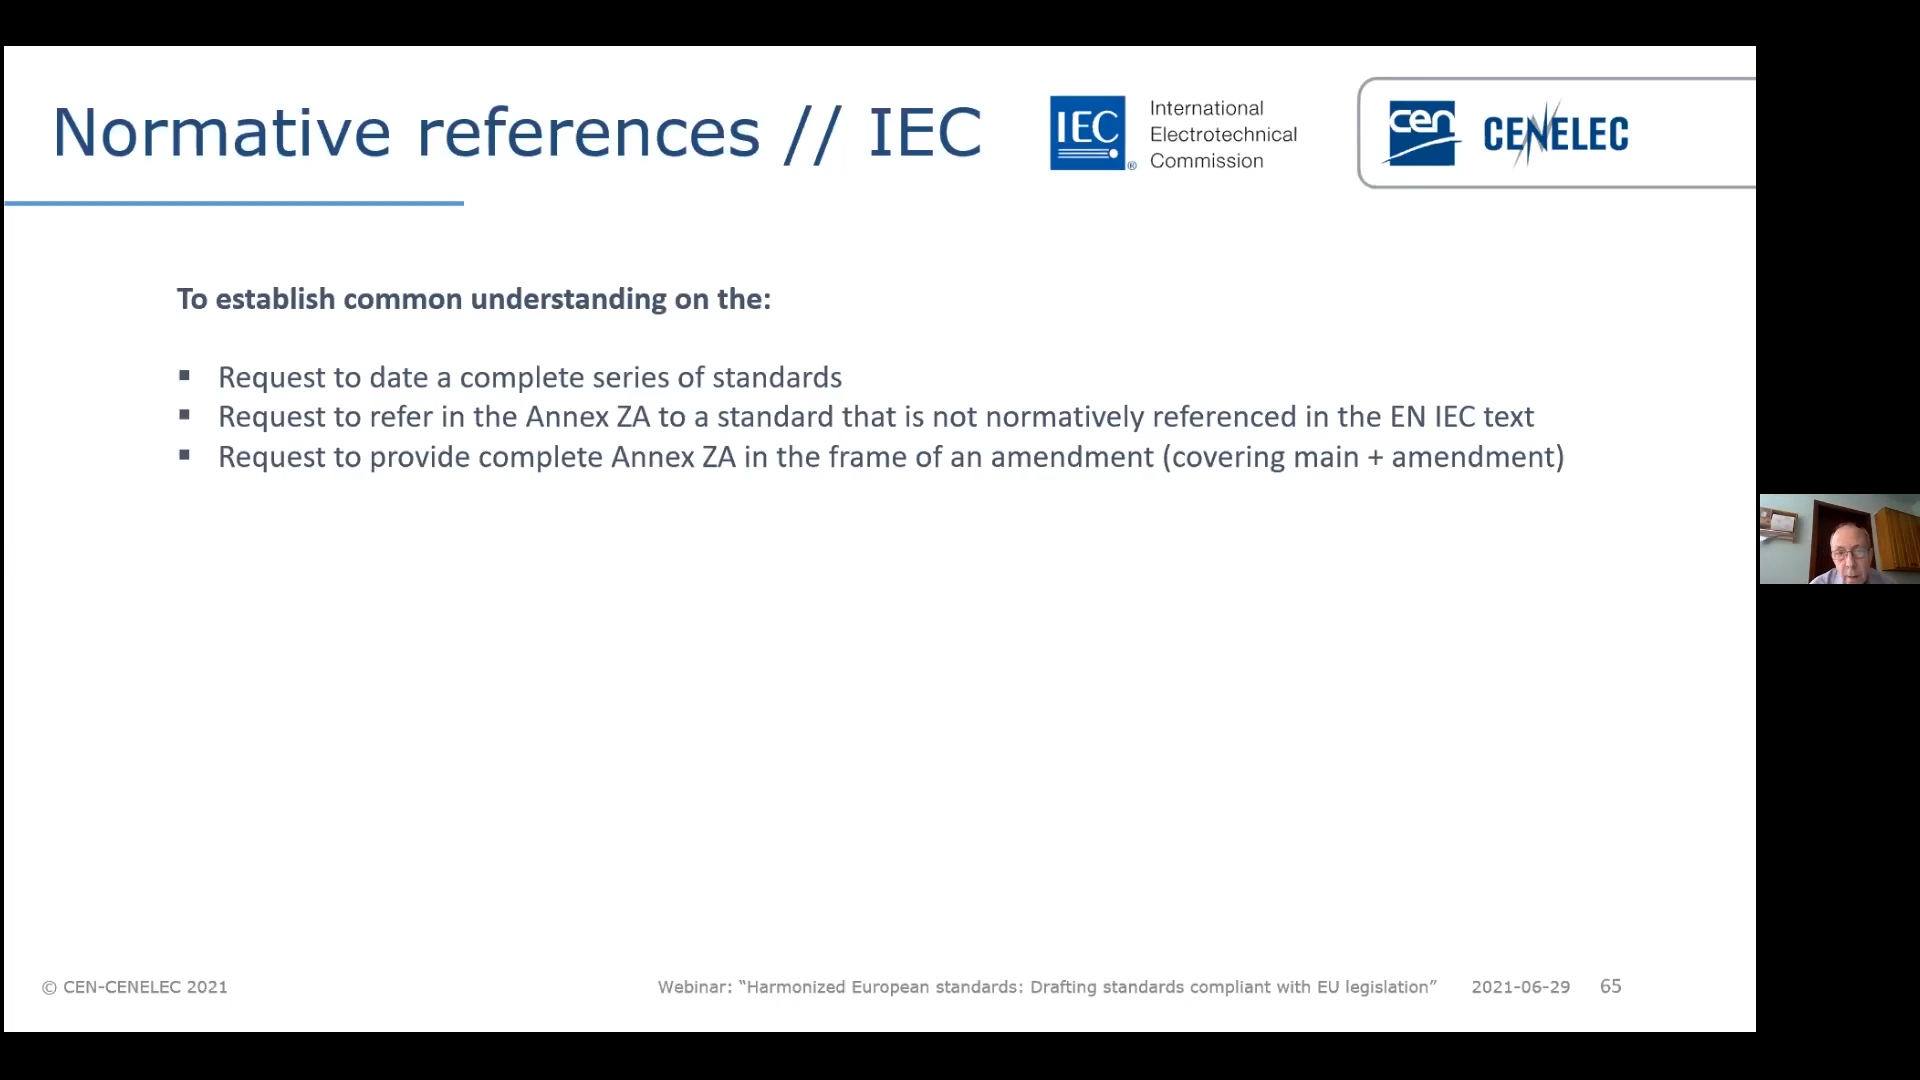 Normative references // IEC
IEC
®
International
Electrotechnical
Commission
cen
CENELEC
To establish common understanding on the:
▪ Request to date a complete series of standards
▪ Request to refer in the Annex ZA to a standard that is not normatively referenced in the EN IEC text
▪ Request to provide complete Annex ZA in the frame of an amendment (covering main + amendment)
© CEN-CENELEC 2021
Webinar: “Harmonized European standards: Drafting standards compliant with EU legislation”
2021-06-29
65